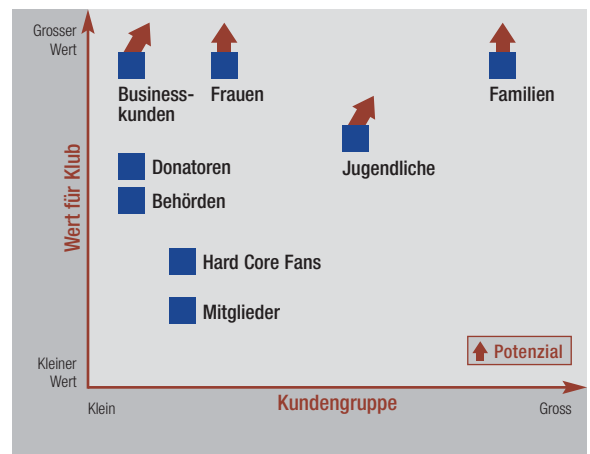 Grosser
Wert
Business-
kunden
Frauen
Familien
Jugendliche
Donatoren
Behörden
Wert für Klub
Hard Core Fans
Mitglieder
Potenzial
Kleiner
Wert
Klein
Kundengruppe
Gross